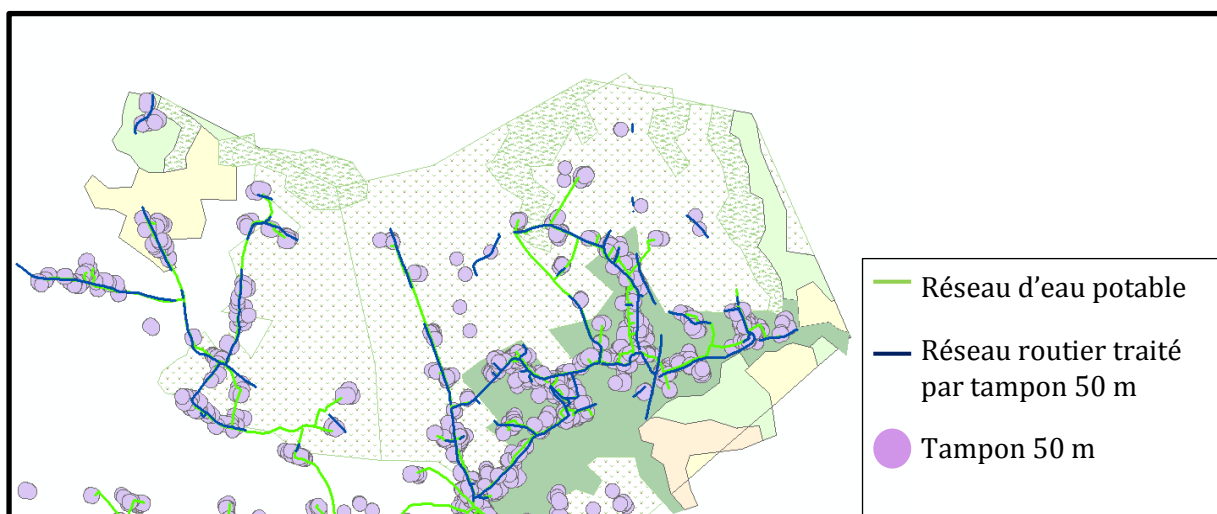 Réseau d'eau potable
Réseau routier traité
par tampon 50 m
Tampon 50 m